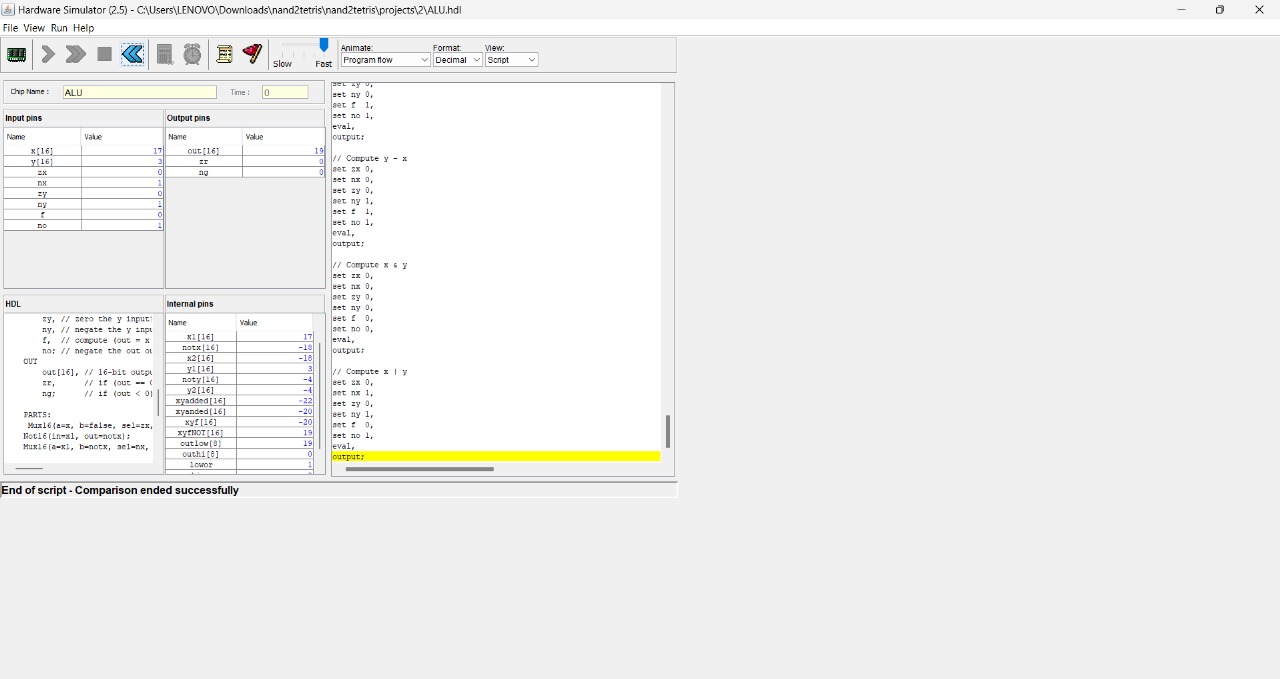 Hardware Simulator (2.5) - C:\Users\LENOVO\Downloads\nand2tetris\nand2tetris\projects\2\ALU.hdl
File View Run Help
Animate: Format: View:
Slow Fast Program flow Decimal Script
Chip Name : ALU Time : 0
Input pins
Name Value
x[16] 17
y[16] 3
zx 0
nx 1
zy 0
ny 1
f 0
no 1
Output pins
Name Value
out[16] 19
zr 0
ng 0
HDL
zy, // zero the y input
ny, // negate the y inpu
f, // compute (out = x
no; // negate the out ou
OUT
out[16], // 16-bit outpu
zr, // if (out ==
ng; // if (out < 0)
PARTS:
Mux16(a=x, b=false, sel=zx,
Not16(in=x1, out=notx);
Mux16(a=x1, b=notx, sel=nx,
Internal pins
Name Value
x1[16] 17
notx[16] -18
x2[16] -18
y1[16] 3
noty[16] -4
y2[16] -4
xyadded[16] -22
xyanded[16] -20
xyf[16] -20
xyfNOT[16] 19
outlow[8] 19
outhi[8] 0
lowor 1
set zy 0,
set ny 0,
set f 1,
set no 1,
eval,
output;
// Compute y - x
set zx 0,
set nx 0,
set zy 0,
set ny 1,
set f 1,
set no 1,
eval,
output;
// Compute x & y
set zx 0,
set nx 0,
set zy 0,
set ny 0,
set f 0,
set no 0,
eval,
output;
// Compute x | y
set zx 0,
set nx 1,
set zy 0,
set ny 1,
set f 0,
set no 1,
eval,
output;
End of script - Comparison ended successfully